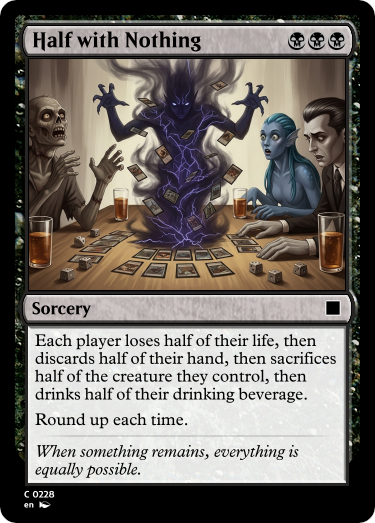 Half with Nothing
Sorcery
Each player loses half of their life, then
discards half of their hand, then sacrifices
half of the creature they control, then
drinks half of their drinking beverage.
Round up each time.
When something remains, everything is
equally possible.
C 0228
en